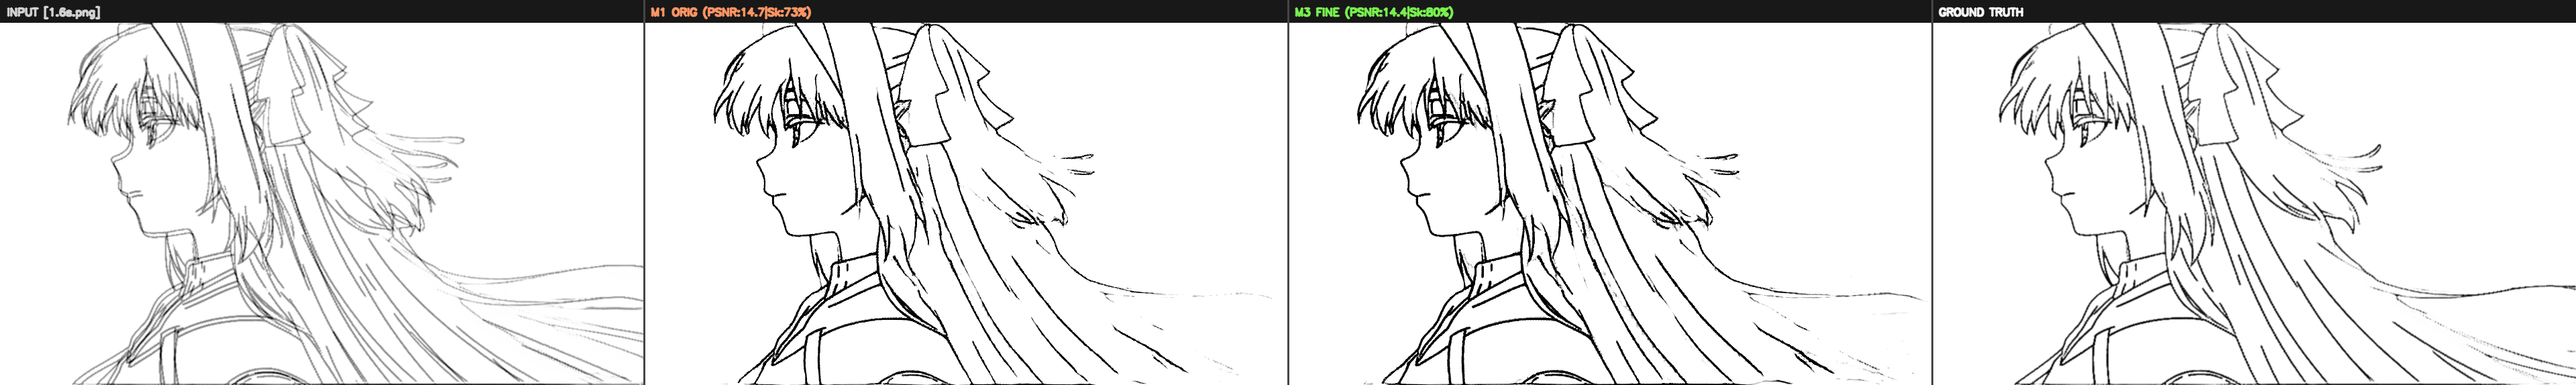 INPUT [1.6s.png]
M1 ORIG (PSNR:14.7|Sk:73%)
M3 FINE (PSNR:14.4|Sk:80%)
GROUND TRUTH